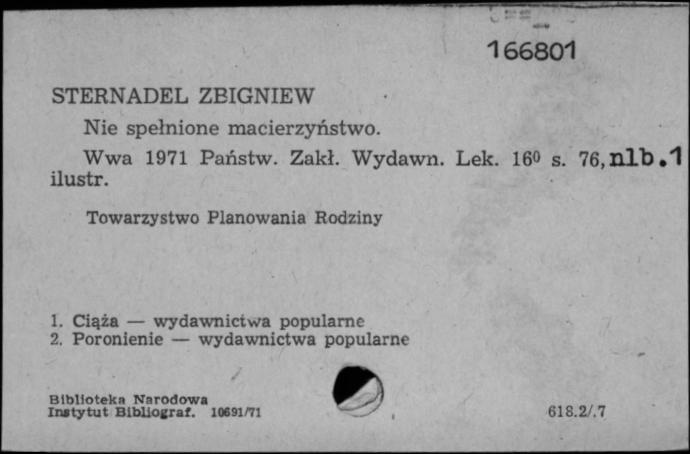 166801
STERNADEL ZBIGNIEW
Nie spełnione macierzyństwo.
Wwa 1971 Państw. Zakł. Wydawn. Lek. 16⁰ s. 76, nlb.1
ilustr.
Towarzystwo Planowania Rodziny
1. Ciąża — wydawnictwa popularne
2. Poronienie — wydawnictwa popularne
Biblioteka Narodowa
Instytut Bibliograf. 10691/71
618.2/.7